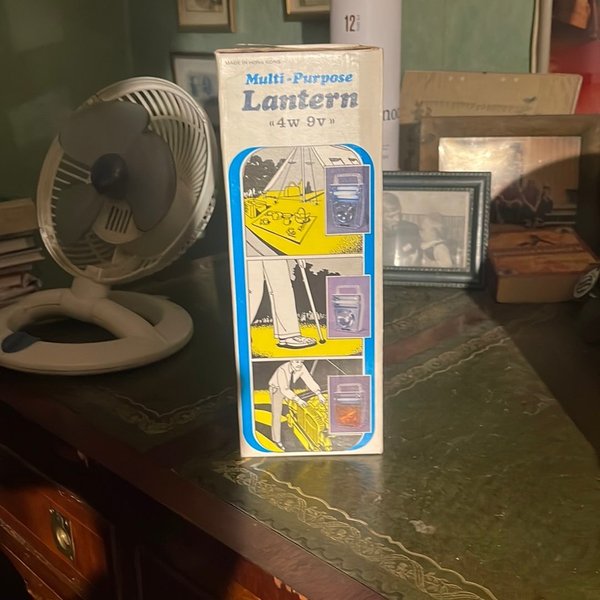 MADE IN HONG KONG
Multi-Purpose
Lantern
«4w 9v»
12